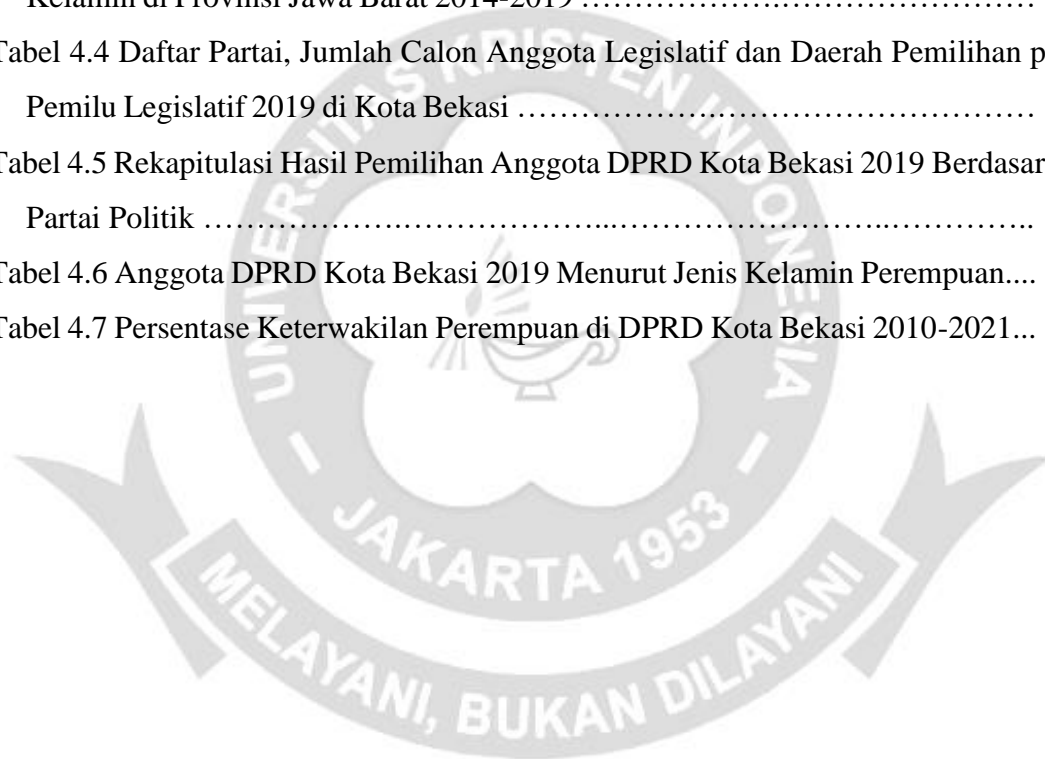 Kelamin di Provinsi Jawa Barat 2014-2019 ………………..……………………
Tabel 4.4 Daftar Partai, Jumlah Calon Anggota Legislatif dan Daerah Pemilihan p
Pemilu Legislatif 2019 di Kota Bekasi ……………….…………………………
Tabel 4.5 Rekapitulasi Hasil Pemilihan Anggota DPRD Kota Bekasi 2019 Berdasar
Partai Politik ……………….………………...…………………….…………..
Tabel 4.6 Anggota DPRD Kota Bekasi 2019 Menurut Jenis Kelamin Perempuan....
Tabel 4.7 Persentase Keterwakilan Perempuan di DPRD Kota Bekasi 2010-2021...
UNIVERSITAS KRISTEN INDONESIA
- JAKARTA 1953 -
MELAYANI, BUKAN DILAYANI